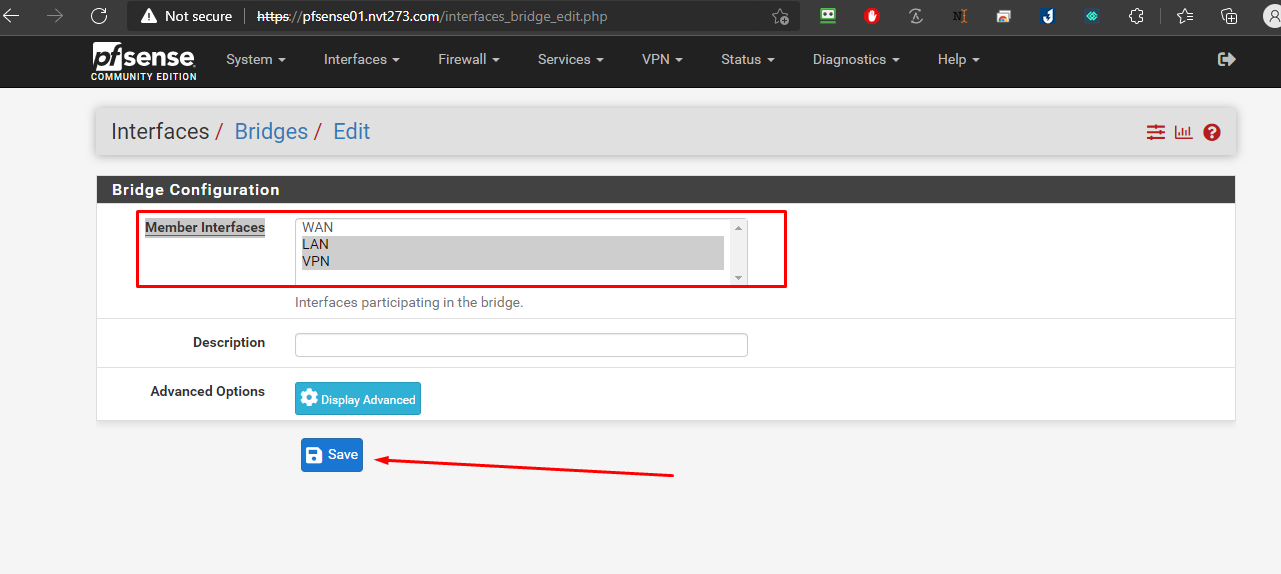 Not secure https://pfsense01.nvt273.com/interfaces_bridge_edit.php
pfsense
COMMUNITY EDITION
System Interfaces Firewall Services VPN Status Diagnostics Help
Interfaces / Bridges / Edit
Bridge Configuration
Member Interfaces
WAN
LAN
VPN
Interfaces participating in the bridge.
Description
Advanced Options
Display Advanced
Save